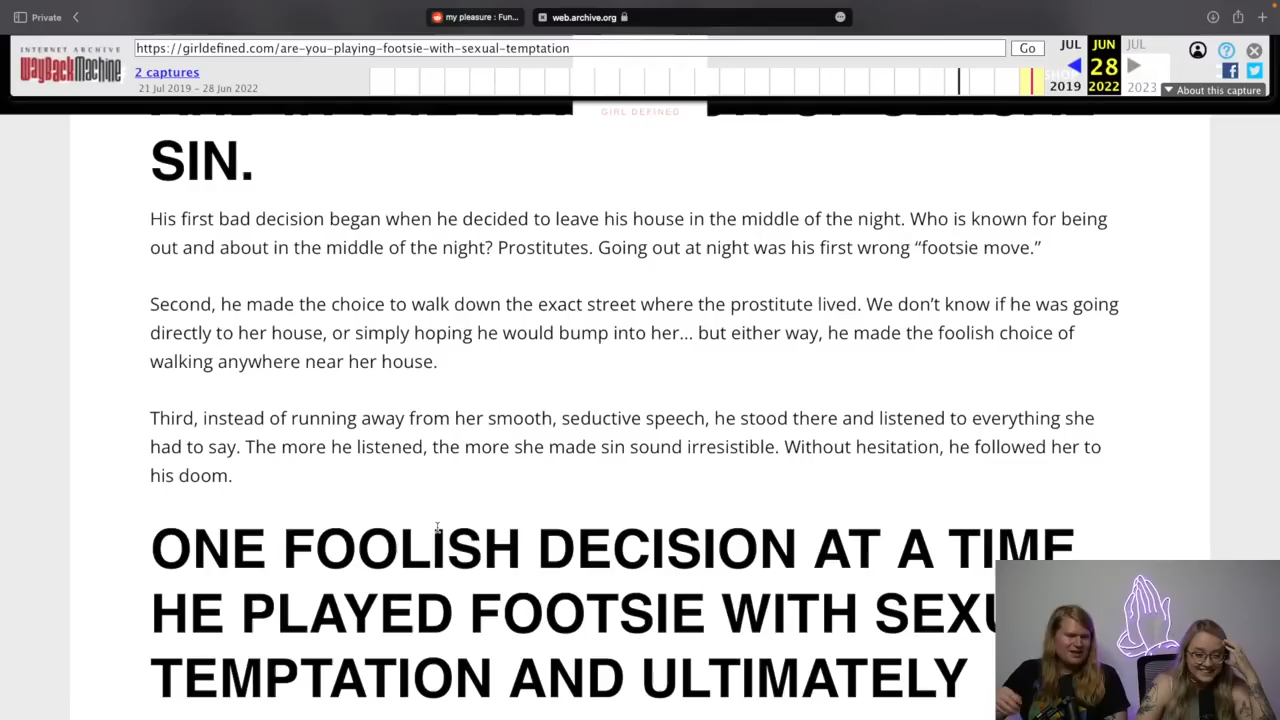 Private
my pleasure : Fun...
web.archive.org
INTERNET ARCHIVE
WayBackMachine
https://girldefined.com/are-you-playing-footsie-with-sexual-temptation
Go
JUL
JUN
JUL
2 captures
28
21 Jul 2019 – 28 Jun 2022
2019
2022
2023
About this capture
GIRL DEFINED
SIN.
His first bad decision began when he decided to leave his house in the middle of the night. Who is known for being
out and about in the middle of the night? Prostitutes. Going out at night was his first wrong “footsie move.”
Second, he made the choice to walk down the exact street where the prostitute lived. We don’t know if he was going
directly to her house, or simply hoping he would bump into her… but either way, he made the foolish choice of
walking anywhere near her house.
Third, instead of running away from her smooth, seductive speech, he stood there and listened to everything she
had to say. The more he listened, the more she made sin sound irresistible. Without hesitation, he followed her to
his doom.
ONE FOOLISH DECISION AT A TIME
HE PLAYED FOOTSIE WITH
TEMPTATION AND ULTIMATELY